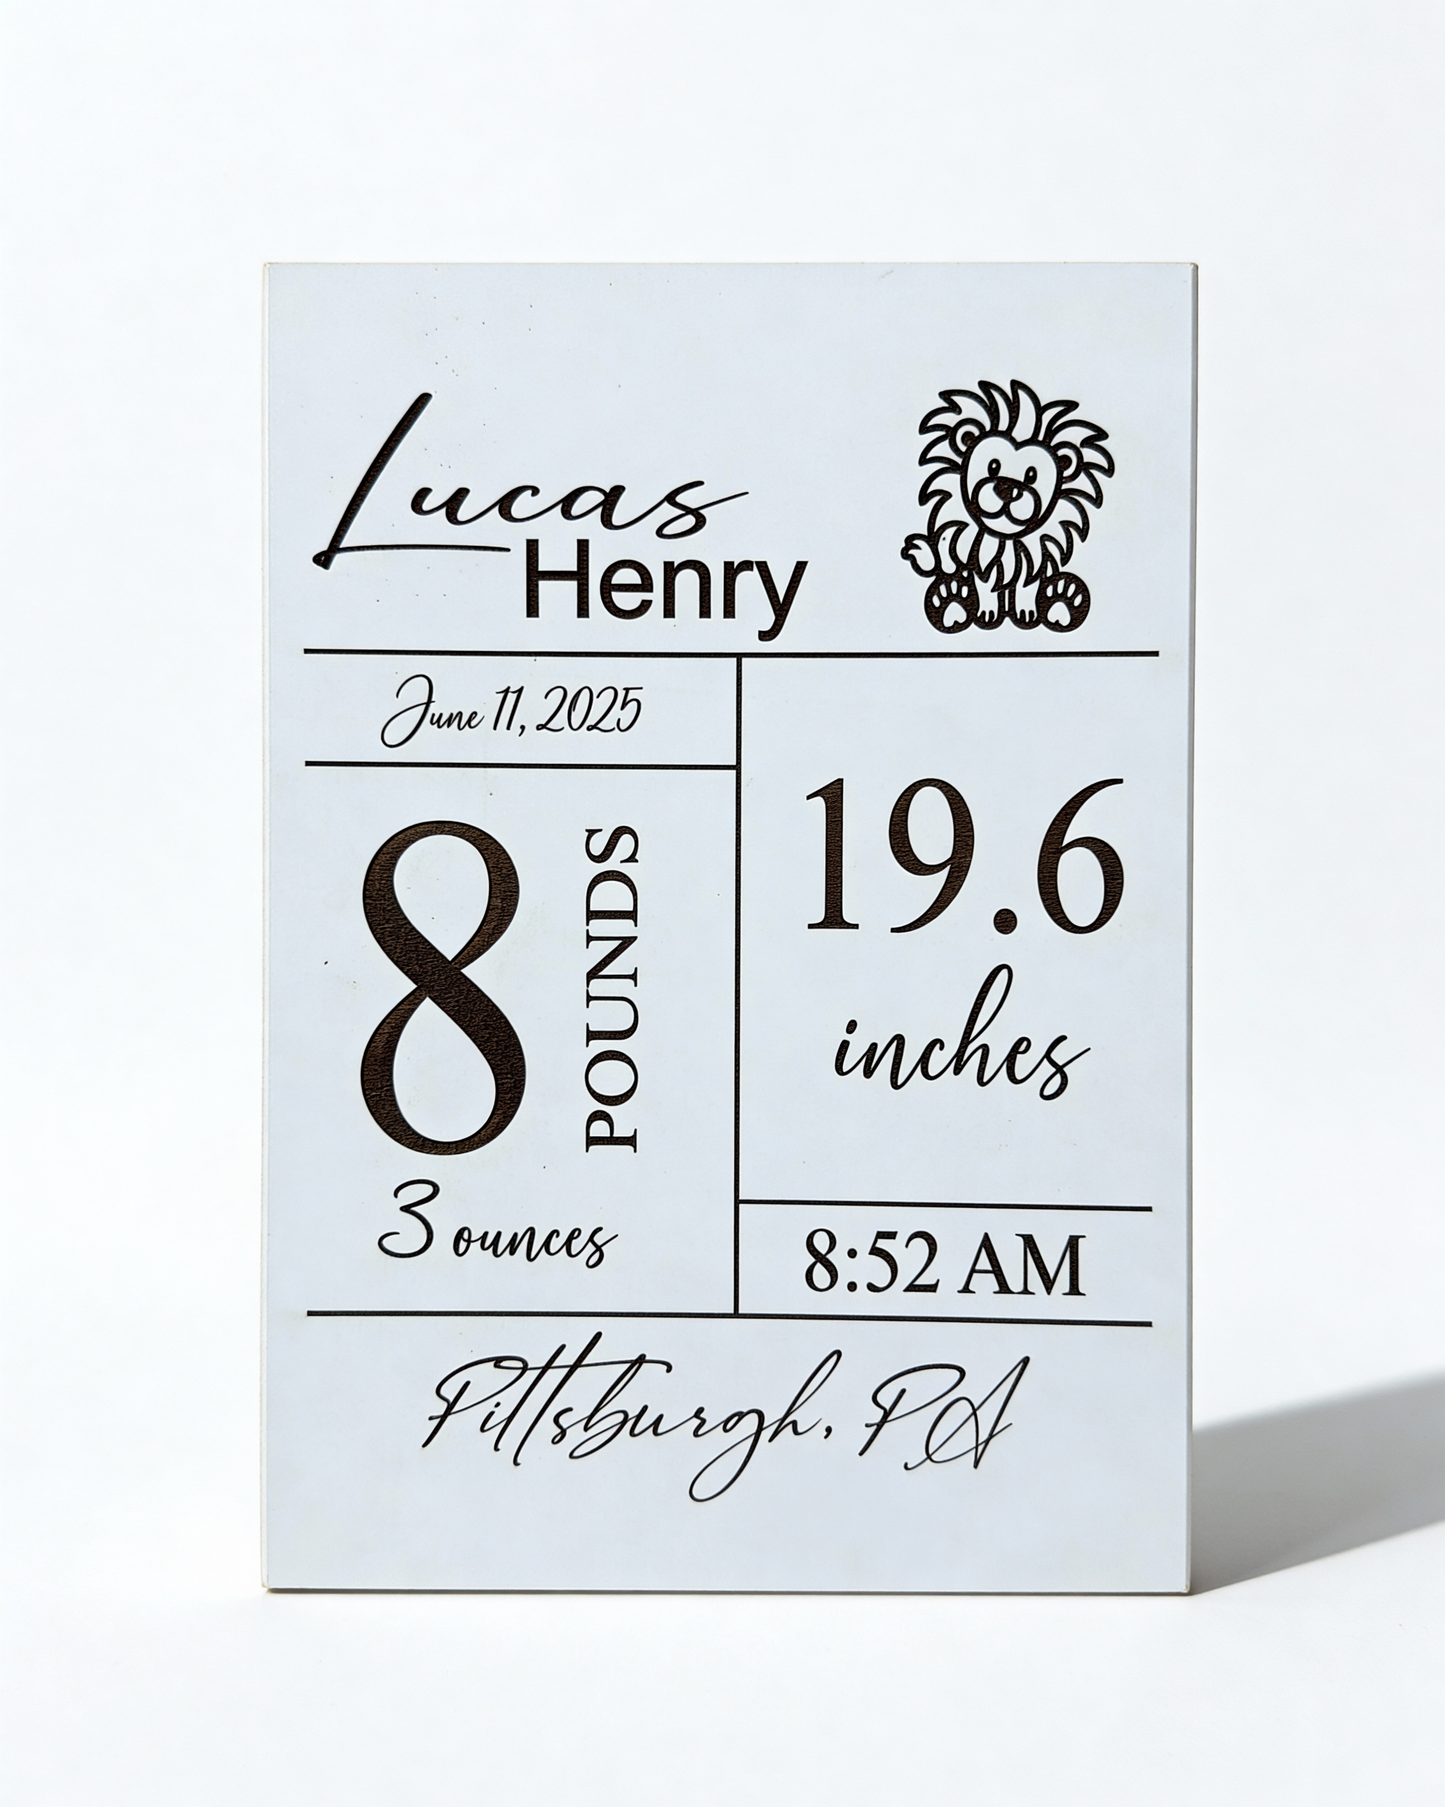 Lucas
Henry
June 11, 2025
8
POUNDS
3 ounces
19.6
inches
8:52 AM
Pittsburgh, PA